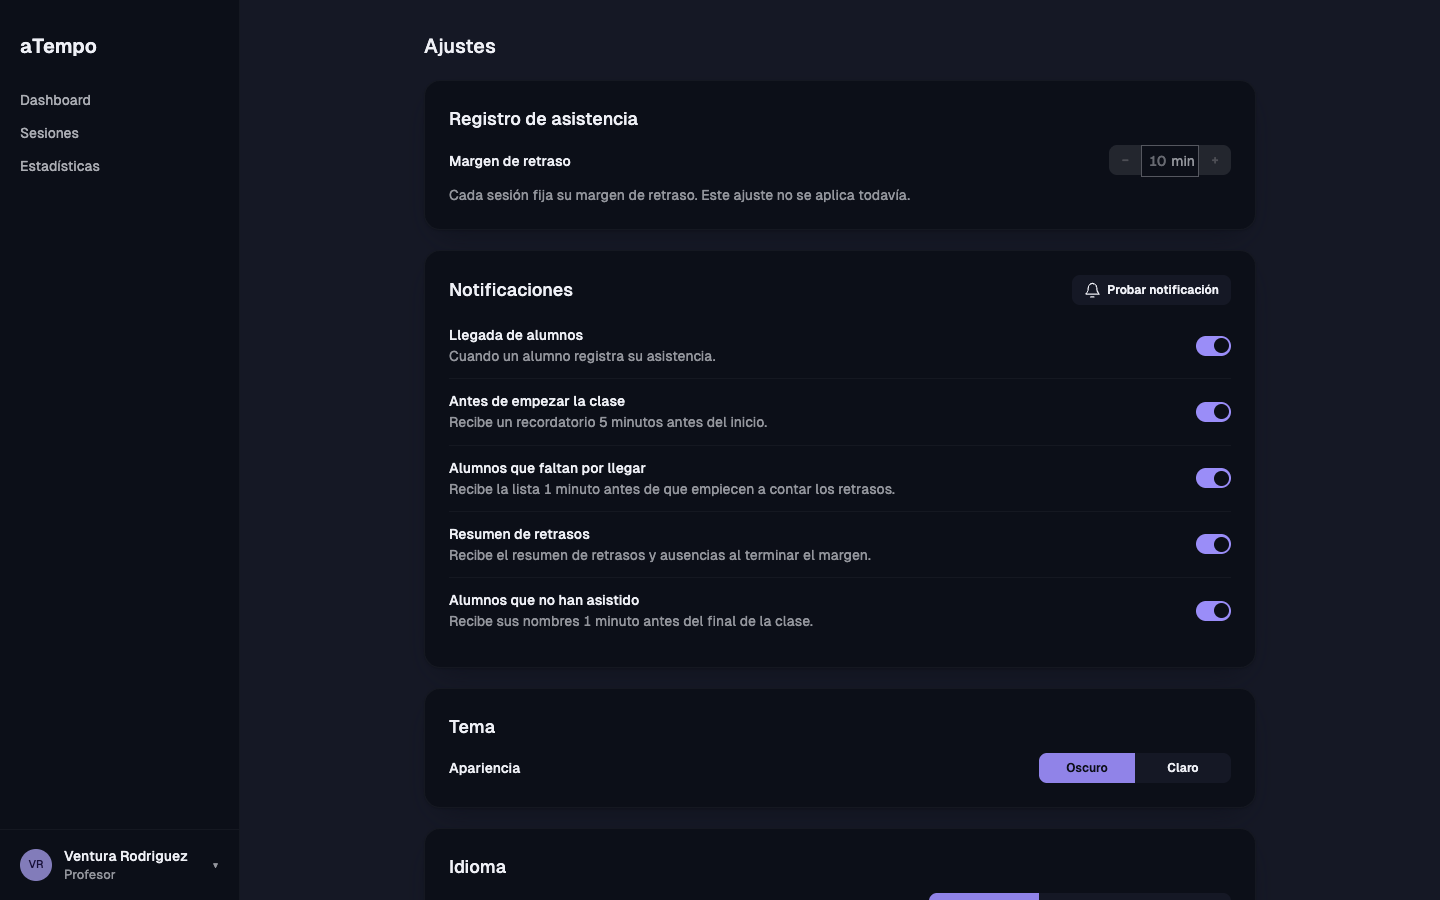 aTempo
Dashboard
Sesiones
Estadísticas
Ventura Rodriguez
VR
Profesor
▾
Ajustes
Registro de asistencia
Margen de retraso
− 10 min +
Cada sesión fija su margen de retraso. Este ajuste no se aplica todavía.
Notificaciones
Probar notificación
Llegada de alumnos
Cuando un alumno registra su asistencia.
Antes de empezar la clase
Recibe un recordatorio 5 minutos antes del inicio.
Alumnos que faltan por llegar
Recibe la lista 1 minuto antes de que empiecen a contar los retrasos.
Resumen de retrasos
Recibe el resumen de retrasos y ausencias al terminar el margen.
Alumnos que no han asistido
Recibe sus nombres 1 minuto antes del final de la clase.
Tema
Apariencia
Oscuro
Claro
Idioma